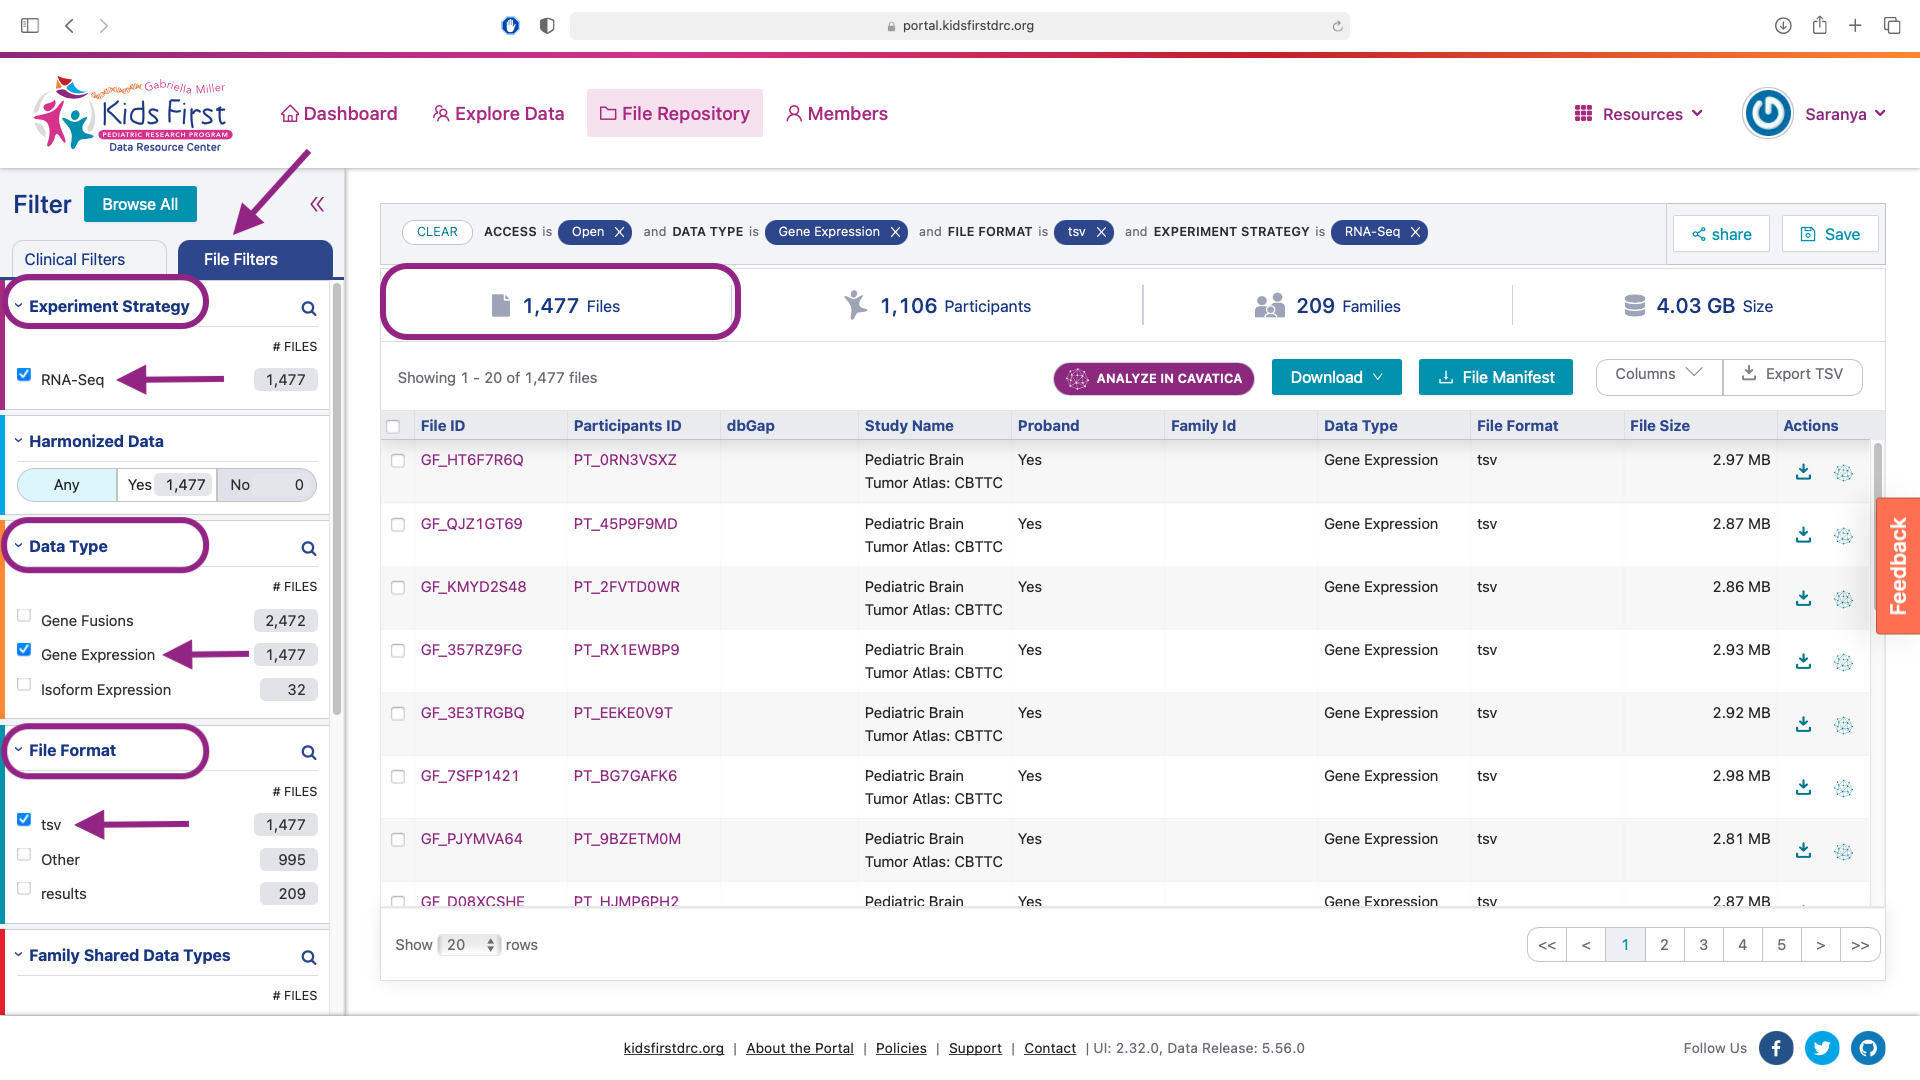 portal.kidsfirstdrc.org
Gabriella Miller
Kids First
PEDIATRIC RESEARCH PROGRAM
Data Resource Center
Dashboard
Explore Data
File Repository
Members
Resources
Saranya
Filter
Browse All
Clinical Filters
File Filters
Experiment Strategy
# FILES
RNA-Seq 1,477
Harmonized Data
Any Yes 1,477 No 0
Data Type
# FILES
Gene Fusions 2,472
Gene Expression 1,477
Isoform Expression 32
File Format
# FILES
tsv 1,477
Other 995
results 209
Family Shared Data Types
# FILES
CLEAR ACCESS is Open and DATA TYPE is Gene Expression and FILE FORMAT is tsv and EXPERIMENT STRATEGY is RNA-Seq
share
Save
1,477 Files
1,106 Participants
209 Families
4.03 GB Size
Showing 1 - 20 of 1,477 files
ANALYZE IN CAVATICA
Download
File Manifest
Columns
Export TSV
File ID Participants ID dbGap Study Name Proband Family Id Data Type File Format File Size Actions
GF_HT6F7R6Q PT_0RN3VSXZ Pediatric Brain Yes Gene Expression tsv 2.97 MB
Tumor Atlas: CBTTC
GF_QJZ1GT69 PT_45P9F9MD Pediatric Brain Yes Gene Expression tsv 2.87 MB
Tumor Atlas: CBTTC
GF_KMYD2S48 PT_2FVTD0WR Pediatric Brain Yes Gene Expression tsv 2.86 MB
Tumor Atlas: CBTTC
GF_357RZ9FG PT_RX1EWBP9 Pediatric Brain Yes Gene Expression tsv 2.93 MB
Tumor Atlas: CBTTC
GF_3E3TRGBQ PT_EEKE0V9T Pediatric Brain Yes Gene Expression tsv 2.92 MB
Tumor Atlas: CBTTC
GF_7SFP1421 PT_BG7GAFK6 Pediatric Brain Yes Gene Expression tsv 2.98 MB
Tumor Atlas: CBTTC
GF_PJYMVA64 PT_9BZETM0M Pediatric Brain Yes Gene Expression tsv 2.81 MB
Tumor Atlas: CBTTC
GF_D08XCSHE PT_HJMP6PH2 Pediatric Brain Yes Gene Expression tsv 2.87 MB
Feedback
Show 20 rows
<< < 1 2 3 4 5 > >>
kidsfirstdrc.org | About the Portal | Policies | Support | Contact | UI: 2.32.0, Data Release: 5.56.0
Follow Us